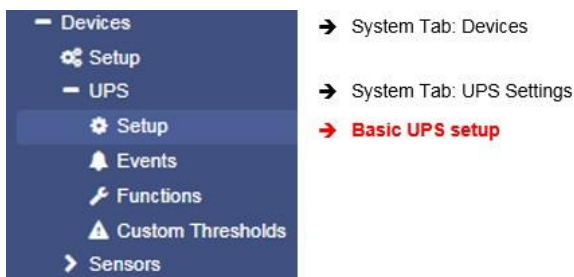 Devices → System Tab: Devices
Setup
UPS → System Tab: UPS Settings
Setup → Basic UPS setup
Events
Functions
Custom Thresholds
Sensors